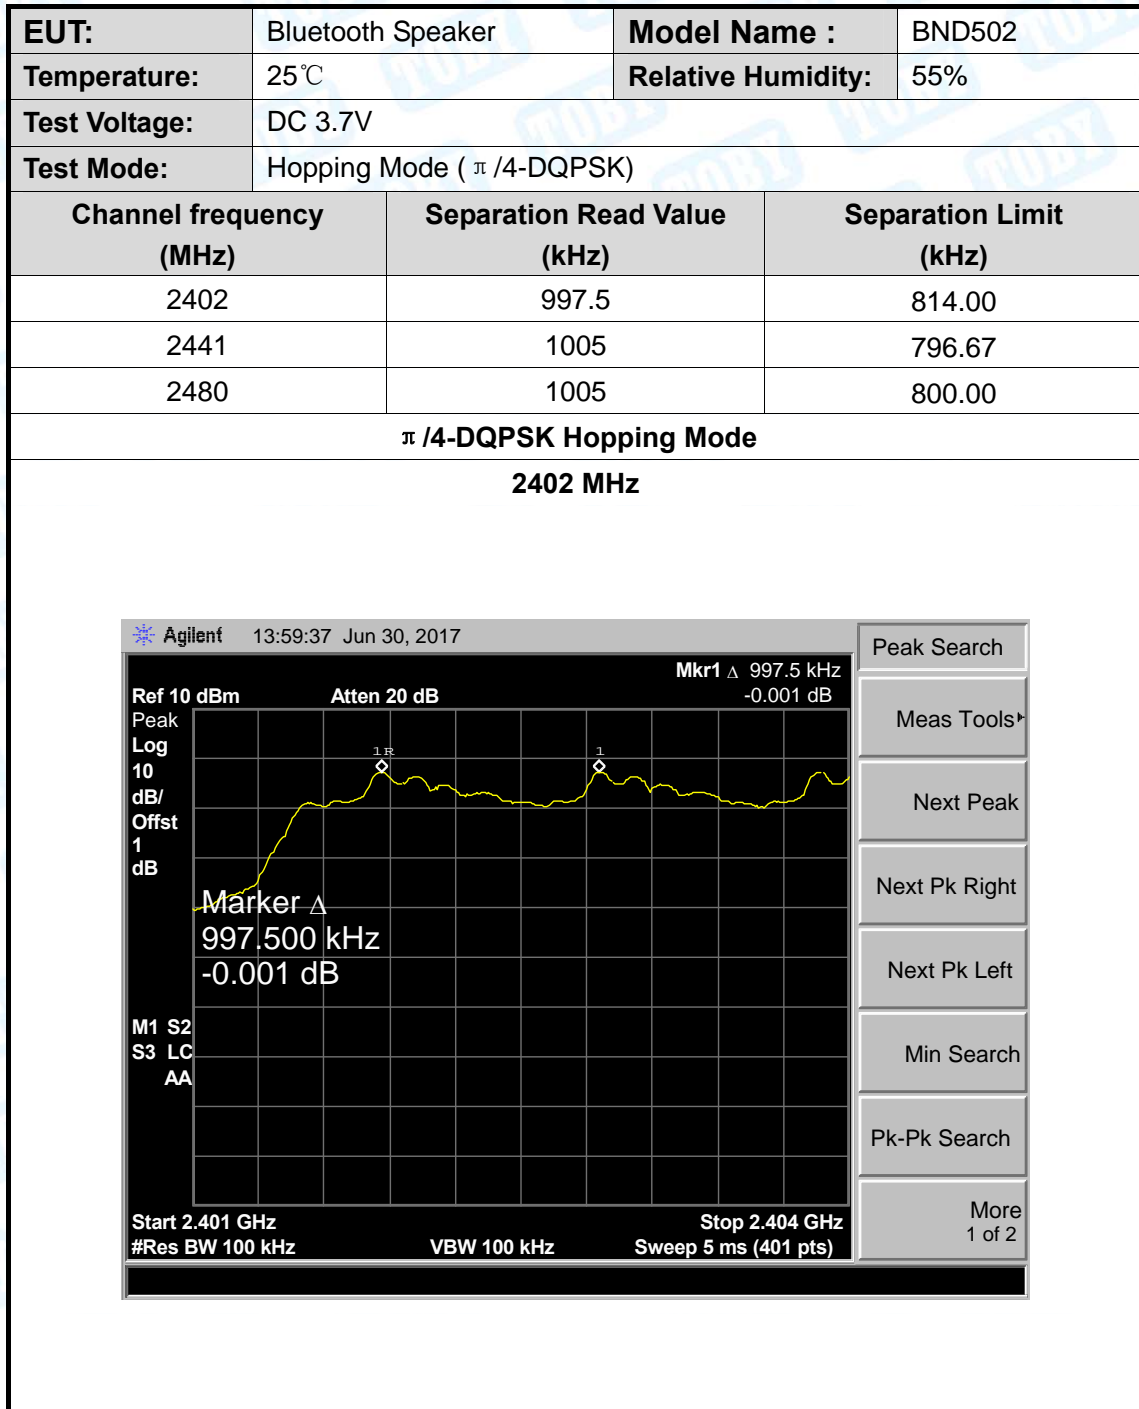 EUT: Bluetooth Speaker Model Name : BND502
Temperature: 25℃ Relative Humidity: 55%
Test Voltage: DC 3.7V
Test Mode: Hopping Mode ( π /4-DQPSK)
Channel frequency Separation Read Value Separation Limit
(MHz) (kHz) (kHz)
2402 997.5 814.00
2441 1005 796.67
2480 1005 800.00
π /4-DQPSK Hopping Mode
2402 MHz
Agilent 13:59:37 Jun 30, 2017
Peak Search
Mkr1 Δ 997.5 kHz
Ref 10 dBm Atten 20 dB -0.001 dB
Peak
Log
10
dB/
Offst
1
dB
1R 1
Marker Δ
997.500 kHz
-0.001 dB
M1 S2
S3 LC
AA
Start 2.401 GHz Stop 2.404 GHz
#Res BW 100 kHz VBW 100 kHz Sweep 5 ms (401 pts)
Meas Tools
Next Peak
Next Pk Right
Next Pk Left
Min Search
Pk-Pk Search
More
1 of 2
TOBY
TOBY
TOBY
TOBY
TOBY
TOBY